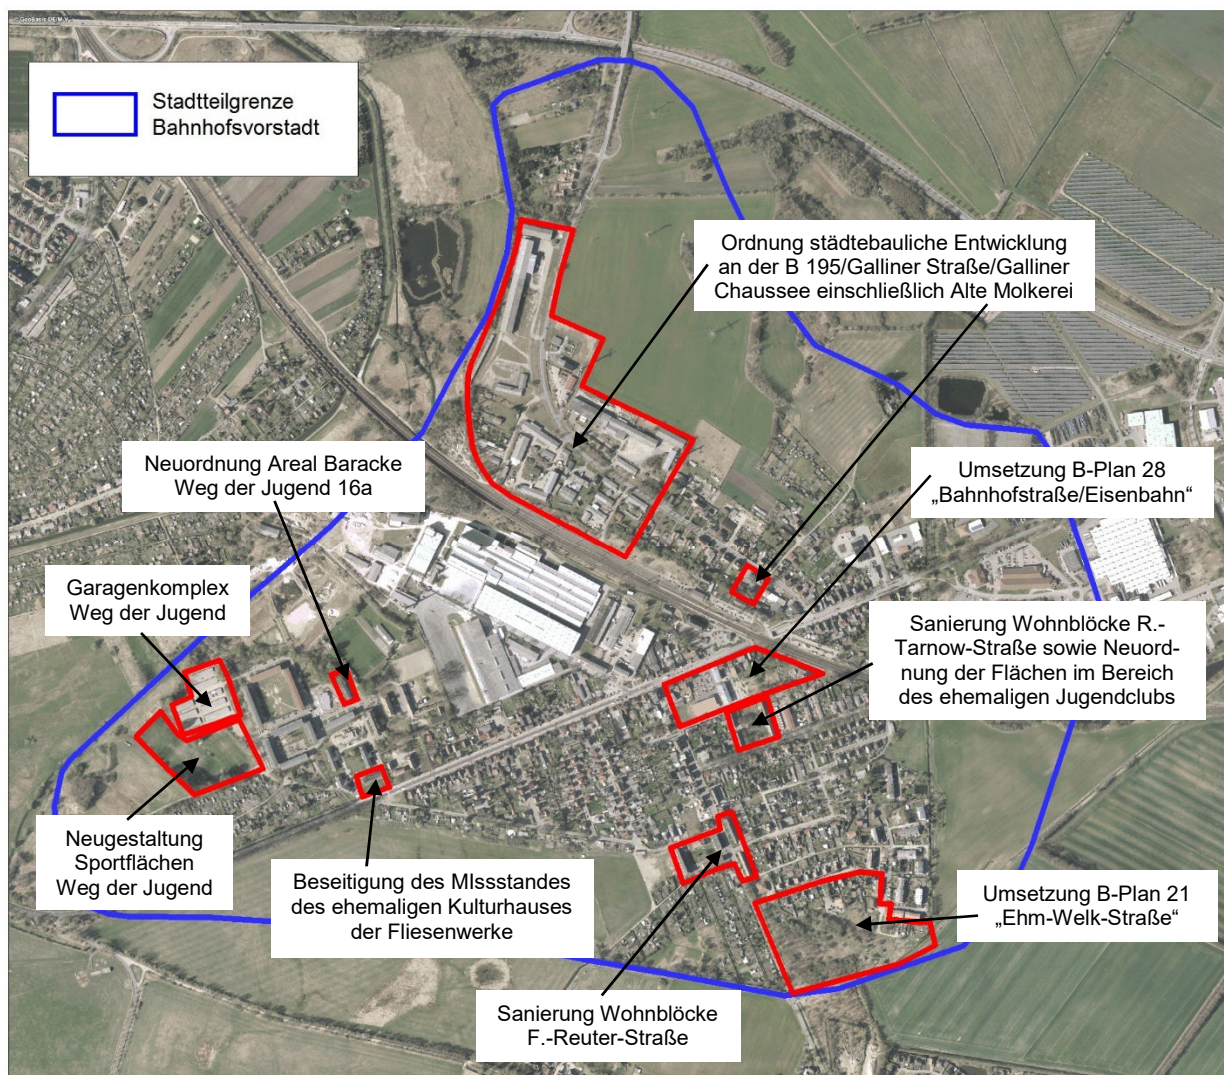 © GeoBasis DE/M-V
Stadtteilgrenze
Bahnhofsvorstadt
Ordnung städtebauliche Entwicklung
an der B 195/Galliner Straße/Galliner
Chaussee einschließlich Alte Molkerei
Neuordnung Areal Baracke
Weg der Jugend 16a
Umsetzung B-Plan 28
„Bahnhofstraße/Eisenbahn“
Garagenkomplex
Weg der Jugend
Sanierung Wohnblöcke R.-
Tarnow-Straße sowie Neuord-
nung der Flächen im Bereich
des ehemaligen Jugendclubs
Neugestaltung
Sportflächen
Weg der Jugend
Beseitigung des MIssstandes
des ehemaligen Kulturhauses
der Fliesenwerke
Umsetzung B-Plan 21
„Ehm-Welk-Straße“
Sanierung Wohnblöcke
F.-Reuter-Straße